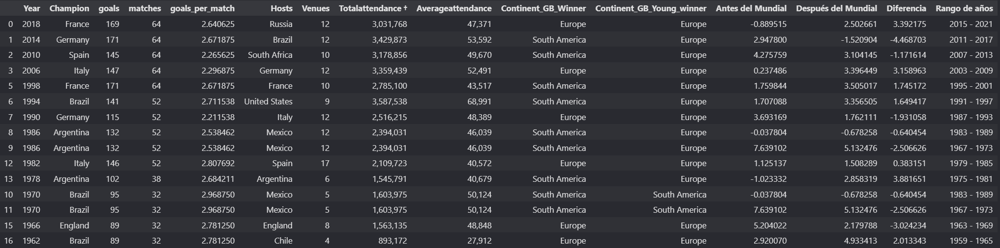 Year Champion goals matches goals_per_match Hosts Venues Totalattendance † Averageattendance Continent_GB_Winner Continent_GB_Young_winner Antes del Mundial Después del Mundial Diferencia Rango de años
0 2018 France 169 64 2.640625 Russia 12 3,031,768 47,371 Europe Europe -0.889515 2.502661 3.392175 2015 - 2021
1 2014 Germany 171 64 2.671875 Brazil 12 3,429,873 53,592 South America Europe 2.947800 -1.520904 -4.468703 2011 - 2017
2 2010 Spain 145 64 2.265625 South Africa 10 3,178,856 49,670 South America Europe 4.275759 3.104145 -1.171614 2007 - 2013
3 2006 Italy 147 64 2.296875 Germany 12 3,359,439 52,491 Europe Europe 0.237486 3.396449 3.158963 2003 - 2009
5 1998 France 171 64 2.671875 France 10 2,785,100 43,517 South America Europe 1.759844 3.505017 1.745172 1995 - 2001
6 1994 Brazil 141 52 2.711538 United States 9 3,587,538 68,991 South America Europe 1.707088 3.356505 1.649417 1991 - 1997
7 1990 Germany 115 52 2.211538 Italy 12 2,516,215 48,389 Europe Europe 3.693169 1.762111 -1.931058 1987 - 1993
8 1986 Argentina 132 52 2.538462 Mexico 12 2,394,031 46,039 South America Europe -0.037804 -0.678258 -0.640454 1983 - 1989
9 1986 Argentina 132 52 2.538462 Mexico 12 2,394,031 46,039 South America Europe 7.639102 5.132476 -2.506626 1967 - 1973
12 1982 Italy 146 52 2.807692 Spain 17 2,109,723 40,572 Europe Europe 1.125137 1.508289 0.383151 1979 - 1985
13 1978 Argentina 102 38 2.684211 Argentina 6 1,545,791 40,679 South America Europe -1.023332 2.858319 3.881651 1975 - 1981
10 1970 Brazil 95 32 2.968750 Mexico 5 1,603,975 50,124 South America South America -0.037804 -0.678258 -0.640454 1983 - 1989
11 1970 Brazil 95 32 2.968750 Mexico 5 1,603,975 50,124 South America South America 7.639102 5.132476 -2.506626 1967 - 1973
15 1966 England 89 32 2.781250 England 8 1,563,135 48,848 Europe Europe 5.204022 2.179788 -3.024234 1963 - 1969
16 1962 Brazil 89 32 2.781250 Chile 4 893,172 27,912 Europe Europe 2.920070 4.933413 2.013343 1959 - 1965